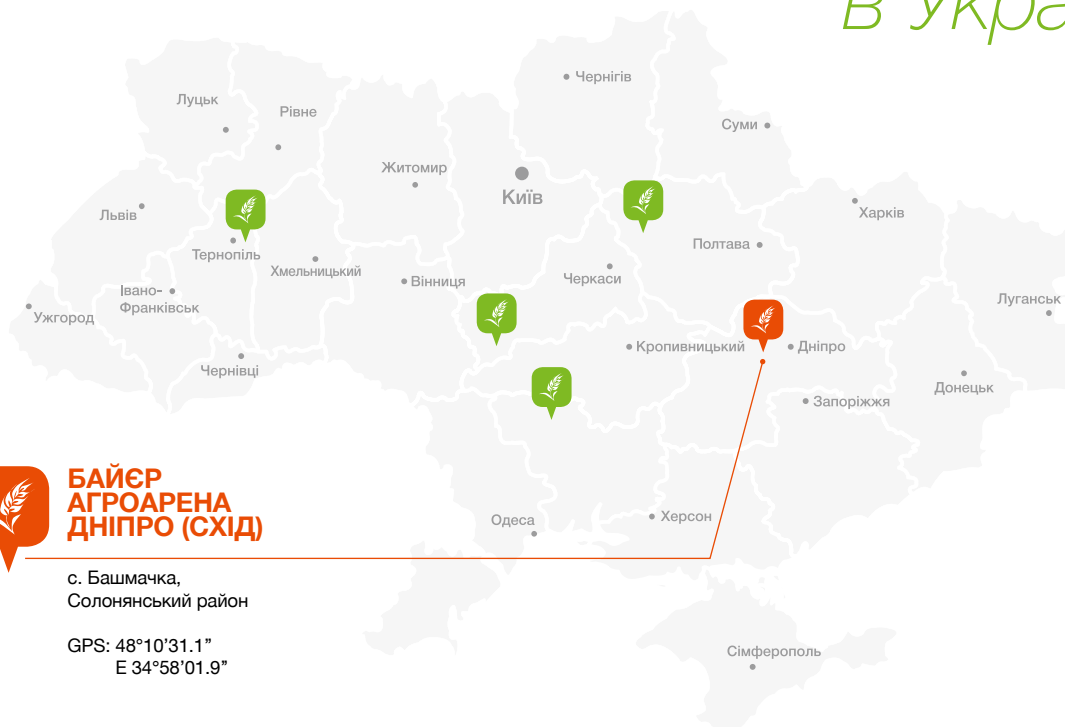 в Укра
Чернігів
Луцьк
Рівне
Суми
Житомир
Київ
Львів
Харків
Полтава
Тернопіль
Хмельницький
Вінниця
Черкаси
Івано-
Франківськ
Луганськ
Ужгород
Кропивницький
Дніпро
Чернівці
Донецьк
Запоріжжя
БАЙЄР
АГРОАРЕНА
ДНІПРО (СХІД)
Одеса
Херсон
с. Башмачка,
Солонянський район
GPS: 48°10’31.1”
E 34°58’01.9”
Сімферополь